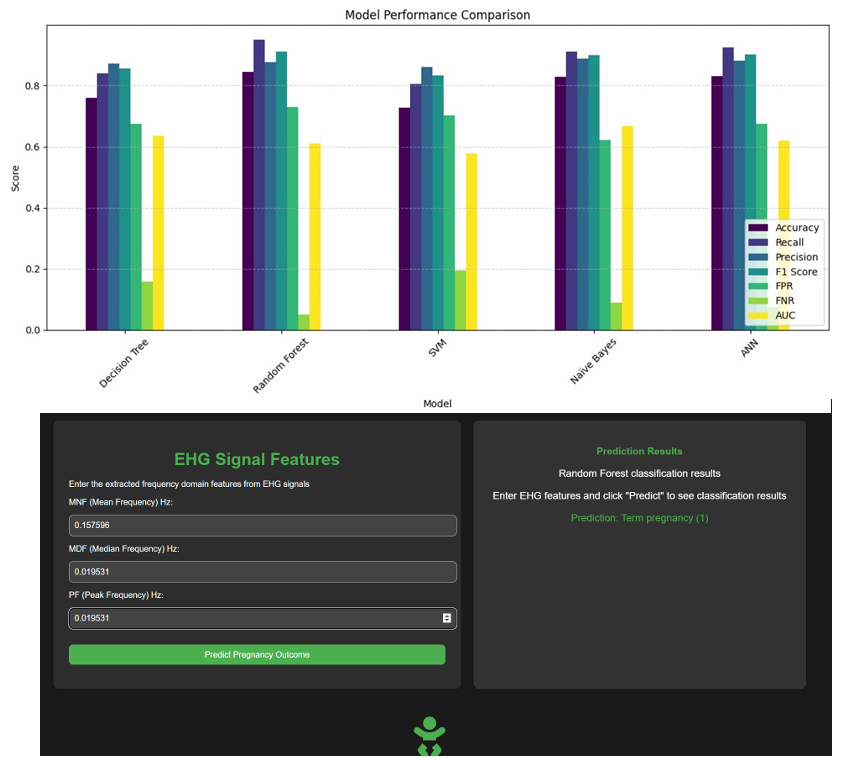 Model Performance Comparison
Score
0.8
0.6
0.4
0.2
0.0
Accuracy
Recall
Precision
F1 Score
FPR
FNR
AUC
Decision Tree
Random Forest
SVM
Naïve Bayes
ANN
Model
EHG Signal Features
Enter the extracted frequency domain features from EHG signals
MNF (Mean Frequency) Hz:
0.157596
MDF (Median Frequency) Hz:
0.019531
PF (Peak Frequency) Hz:
0.019531
Predict Pregnancy Outcome
Prediction Results
Random Forest classification results
Enter EHG features and click "Predict" to see classification results
Prediction: Term pregnancy (1)